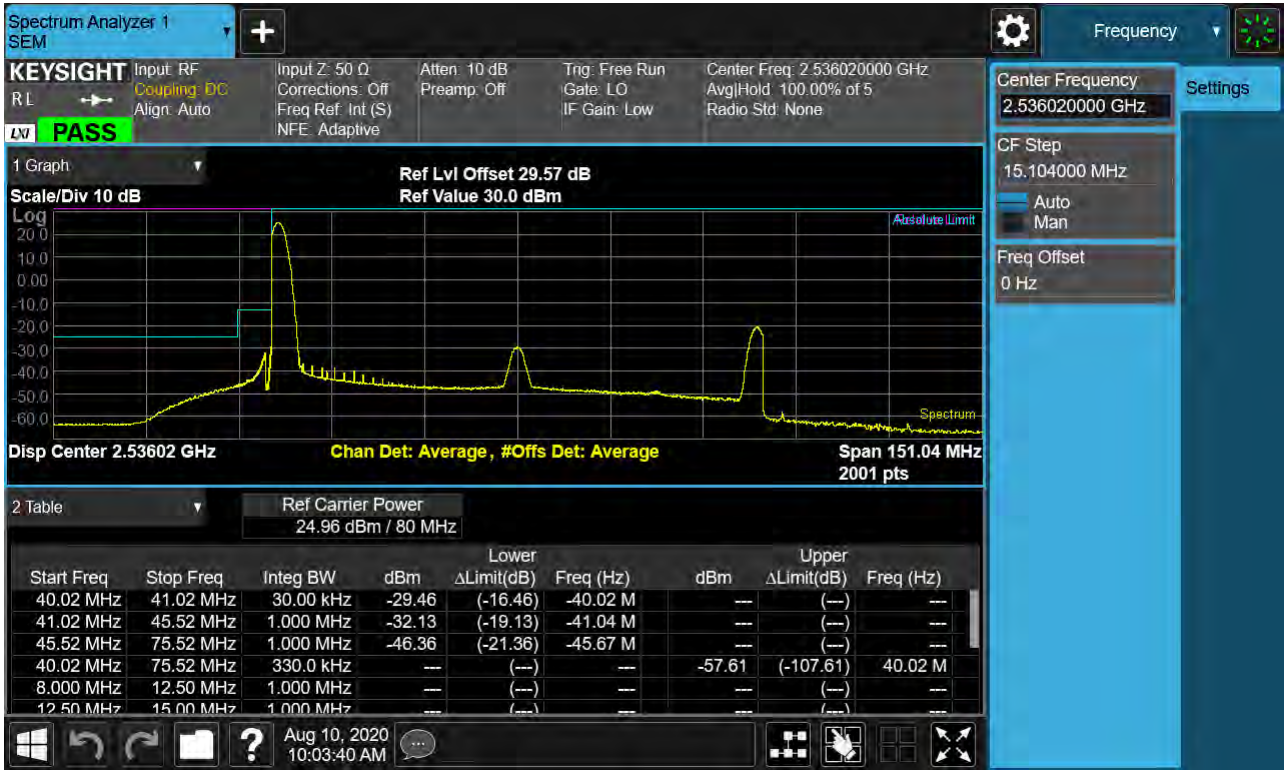 Spectrum Analyzer 1
SEM
Frequency
KEYSIGHT
RL
LXI
PASS
Input: RF
Coupling: DC
Align: Auto
Input Z: 50 Ω
Corrections: Off
Freq Ref: Int (S)
NFE: Adaptive
Atten: 10 dB
Preamp: Off
Trig: Free Run
Gate: LO
IF Gain: Low
Center Freq: 2.536020000 GHz
Avg|Hold: 100.00% of 5
Radio Std: None
Center Frequency
2.536020000 GHz
Settings
CF Step
15.104000 MHz
Auto
Man
Freq Offset
0 Hz
1 Graph
Scale/Div 10 dB
Ref Lvl Offset 29.57 dB
Ref Value 30.0 dBm
Log
20.0
10.0
0.00
-10.0
-20.0
-30.0
-40.0
-50.0
-60.0
Absolute Limit
Spectrum
Disp Center 2.53602 GHz
Chan Det: Average, #Offs Det: Average
Span 151.04 MHz
2001 pts
2 Table
Ref Carrier Power
24.96 dBm / 80 MHz
Lower Upper
Start Freq Stop Freq Integ BW dBm ΔLimit(dB) Freq (Hz) dBm ΔLimit(dB) Freq (Hz)
40.02 MHz 41.02 MHz 30.00 kHz -29.46 (-16.46) -40.02 M --- (---) ---
41.02 MHz 45.52 MHz 1.000 MHz -32.13 (-19.13) -41.04 M --- (---) ---
45.52 MHz 75.52 MHz 1.000 MHz -46.36 (-21.36) -45.67 M --- (---) ---
40.02 MHz 75.52 MHz 330.0 kHz --- (---) --- -57.61 (-107.61) 40.02 M
8.000 MHz 12.50 MHz 1.000 MHz --- (---) --- --- (---) ---
12.50 MHz 15.00 MHz 1.000 MHz --- (---) --- --- (---) ---
Aug 10, 2020
10:03:40 AM